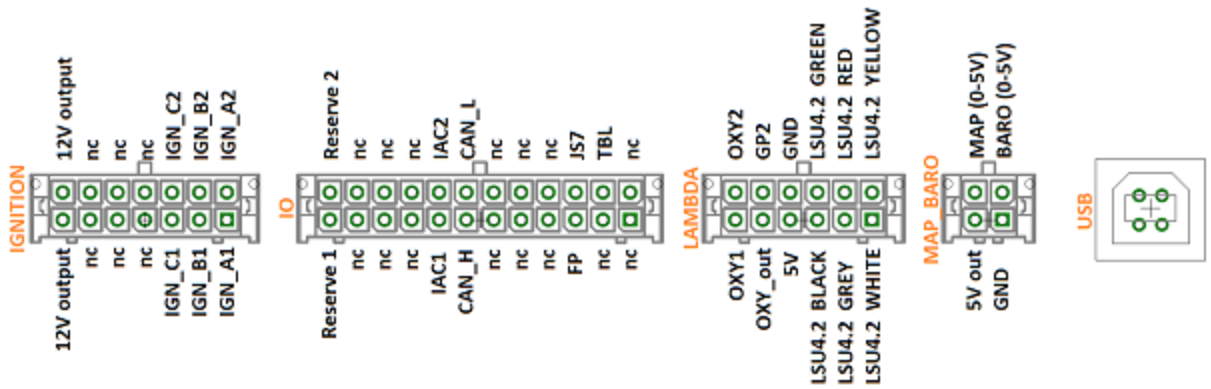 IGNITION
12V output
nc
nc
nc
IGN_C2
IGN_B2
IGN_A2
12V output
nc
nc
nc
IGN_C1
IGN_B1
IGN_A1
IO
Reserve 2
nc
nc
nc
IAC2
CAN_L
nc
nc
nc
JS7
TBL
nc
Reserve 1
nc
nc
nc
IAC1
CAN_H
nc
nc
nc
FP
nc
nc
LAMBDA
OXY2
GP2
GND
LSU4.2 GREEN
LSU4.2 RED
LSU4.2 YELLOW
OXY1
OXY_out
5V
LSU4.2 BLACK
LSU4.2 GREY
LSU4.2 WHITE
MAP_BARO
MAP (0-5V)
BARO (0-5V)
5V out
GND
USB